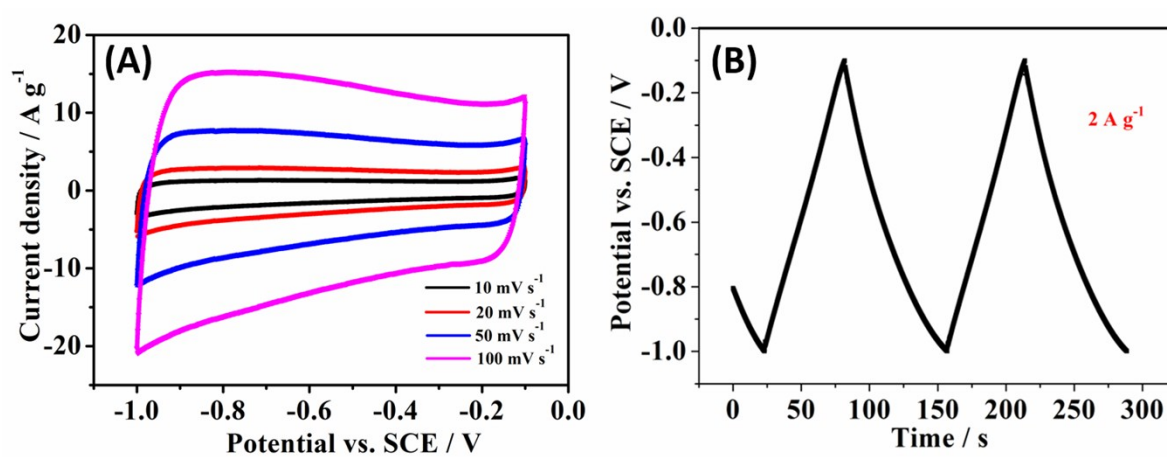 (A)
Current density / A g⁻¹
20
10
0
-10
-20
-1.0 -0.8 -0.6 -0.4 -0.2 0.0
Potential vs. SCE / V
10 mV s⁻¹
20 mV s⁻¹
50 mV s⁻¹
100 mV s⁻¹
(B)
Potential vs. SCE / V
-0.0
-0.2
-0.4
-0.6
-0.8
-1.0
2 A g⁻¹
0 50 100 150 200 250 300
Time / s